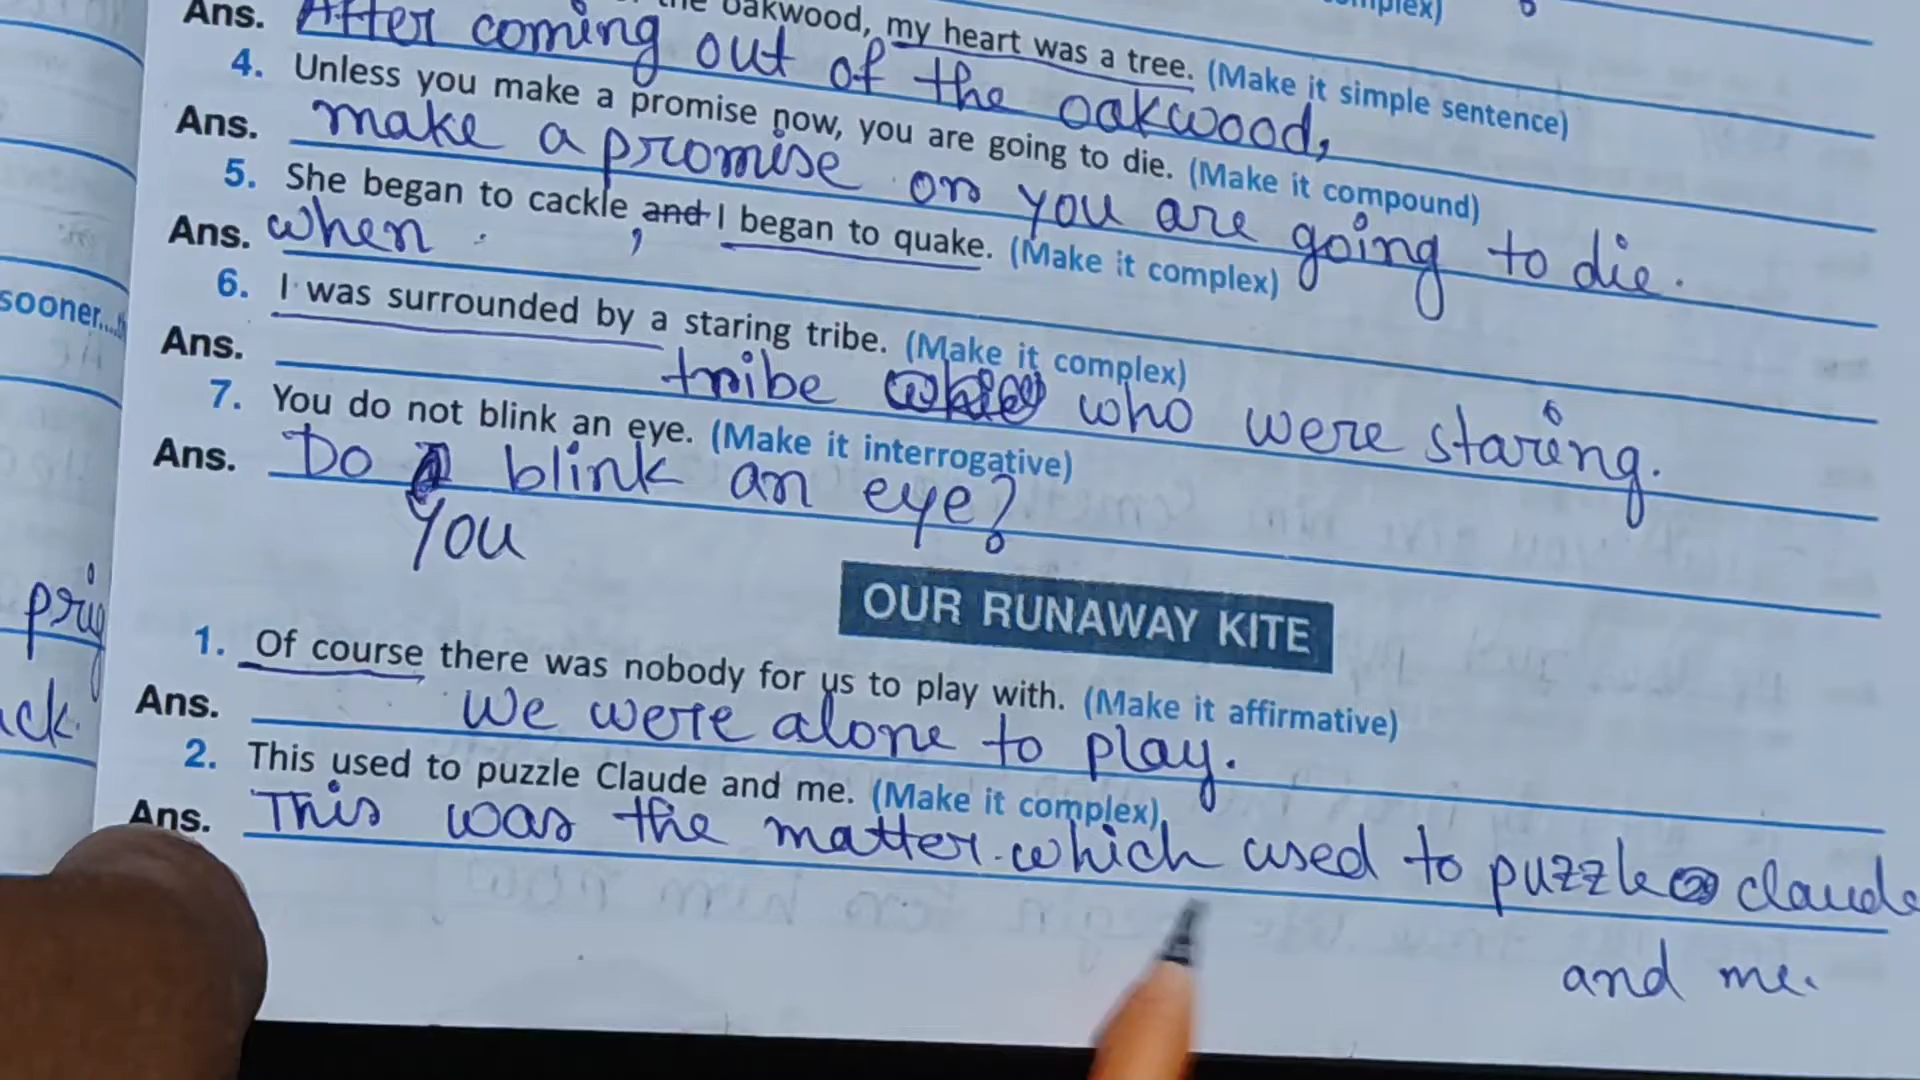 the oakwood, my heart was a tree. (Make it simple sentence)
Ans. After coming out of the oakwood,
4. Unless you make a promise now, you are going to die. (Make it compound)
Ans. make a promise or you are going to die.
5. She began to cackle and I began to quake. (Make it complex)
Ans. when ,
6. I was surrounded by a staring tribe. (Make it complex)
Ans. tribe who were staring.
7. You do not blink an eye. (Make it interrogative)
Ans. Do blink an eye?
You
OUR RUNAWAY KITE
1. Of course there was nobody for us to play with. (Make it affirmative)
Ans. We were alone to play.
2. This used to puzzle Claude and me. (Make it complex)
Ans. This was the matter which used to puzzle claude
and me.
sooner...